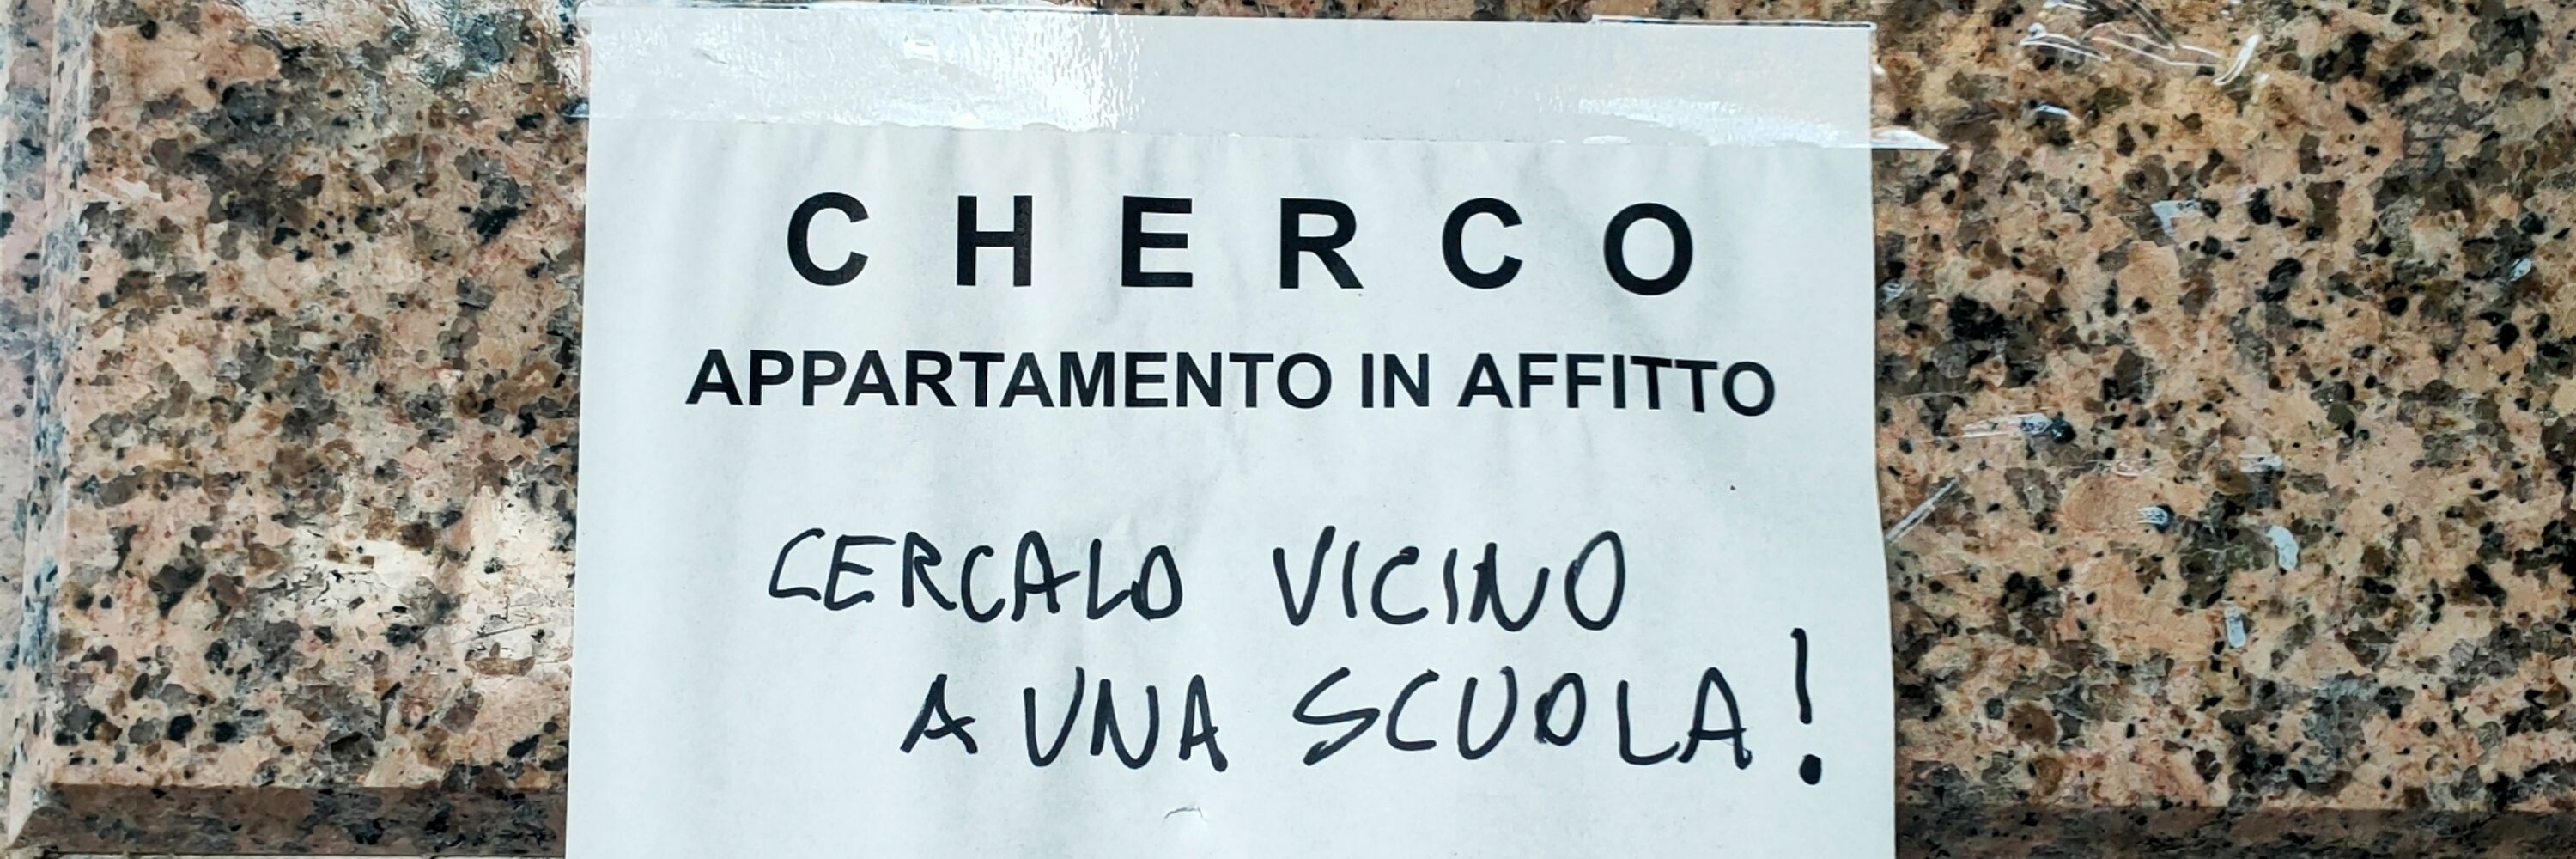 CHERCO
APPARTAMENTO IN AFFITTO
CERCALO VICINO
A UNA SCUOLA!